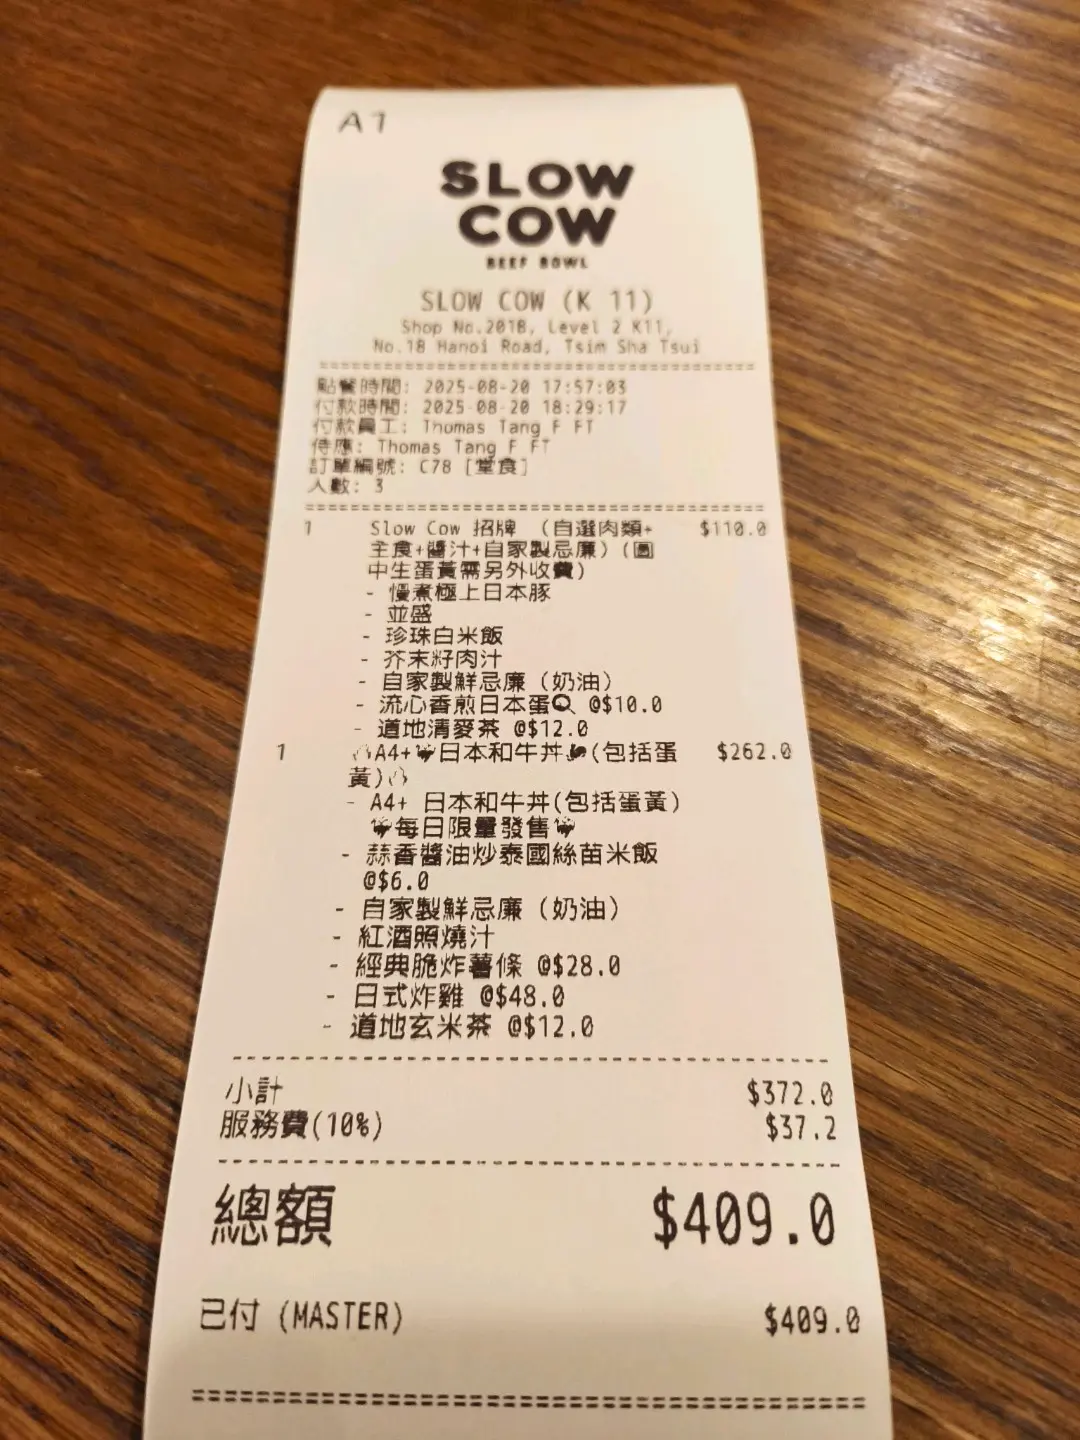 A1
SLOW
COW
BEEF BOWL
SLOW COW (K 11)
Shop No.201B, Level 2 K11,
No.18 Hanoi Road, Tsim Sha Tsui
點餐時間: 2025-08-20 17:57:03
付款時間: 2025-08-20 18:29:17
付款員工: Thomas Tang F FT
侍應: Thomas Tang F FT
訂單編號: C78 [堂食]
人數: 3
1 Slow Cow 招牌 (自選肉類+ $110.0
主食+醬汁+自家製忌廉) (圖
中生蛋黃需另外收費)
- 慢煮極上日本豚
- 並盛
- 珍珠白米飯
- 芥末籽肉汁
- 自家製鮮忌廉 (奶油)
- 流心香煎日本蛋🍳 @$10.0
- 道地清麥茶 @$12.0
1 A4+日本和牛丼(包括蛋 $262.0
黃)
- A4+ 日本和牛丼(包括蛋黃)
每日限量發售
- 蒜香醬油炒泰國絲苗米飯
@$6.0
- 自家製鮮忌廉 (奶油)
- 紅酒照燒汁
- 經典脆炸薯條 @$28.0
- 日式炸雞 @$48.0
- 道地玄米茶 @$12.0
小計 $372.0
服務費(10%) $37.2
總額 $409.0
已付 (MASTER) $409.0